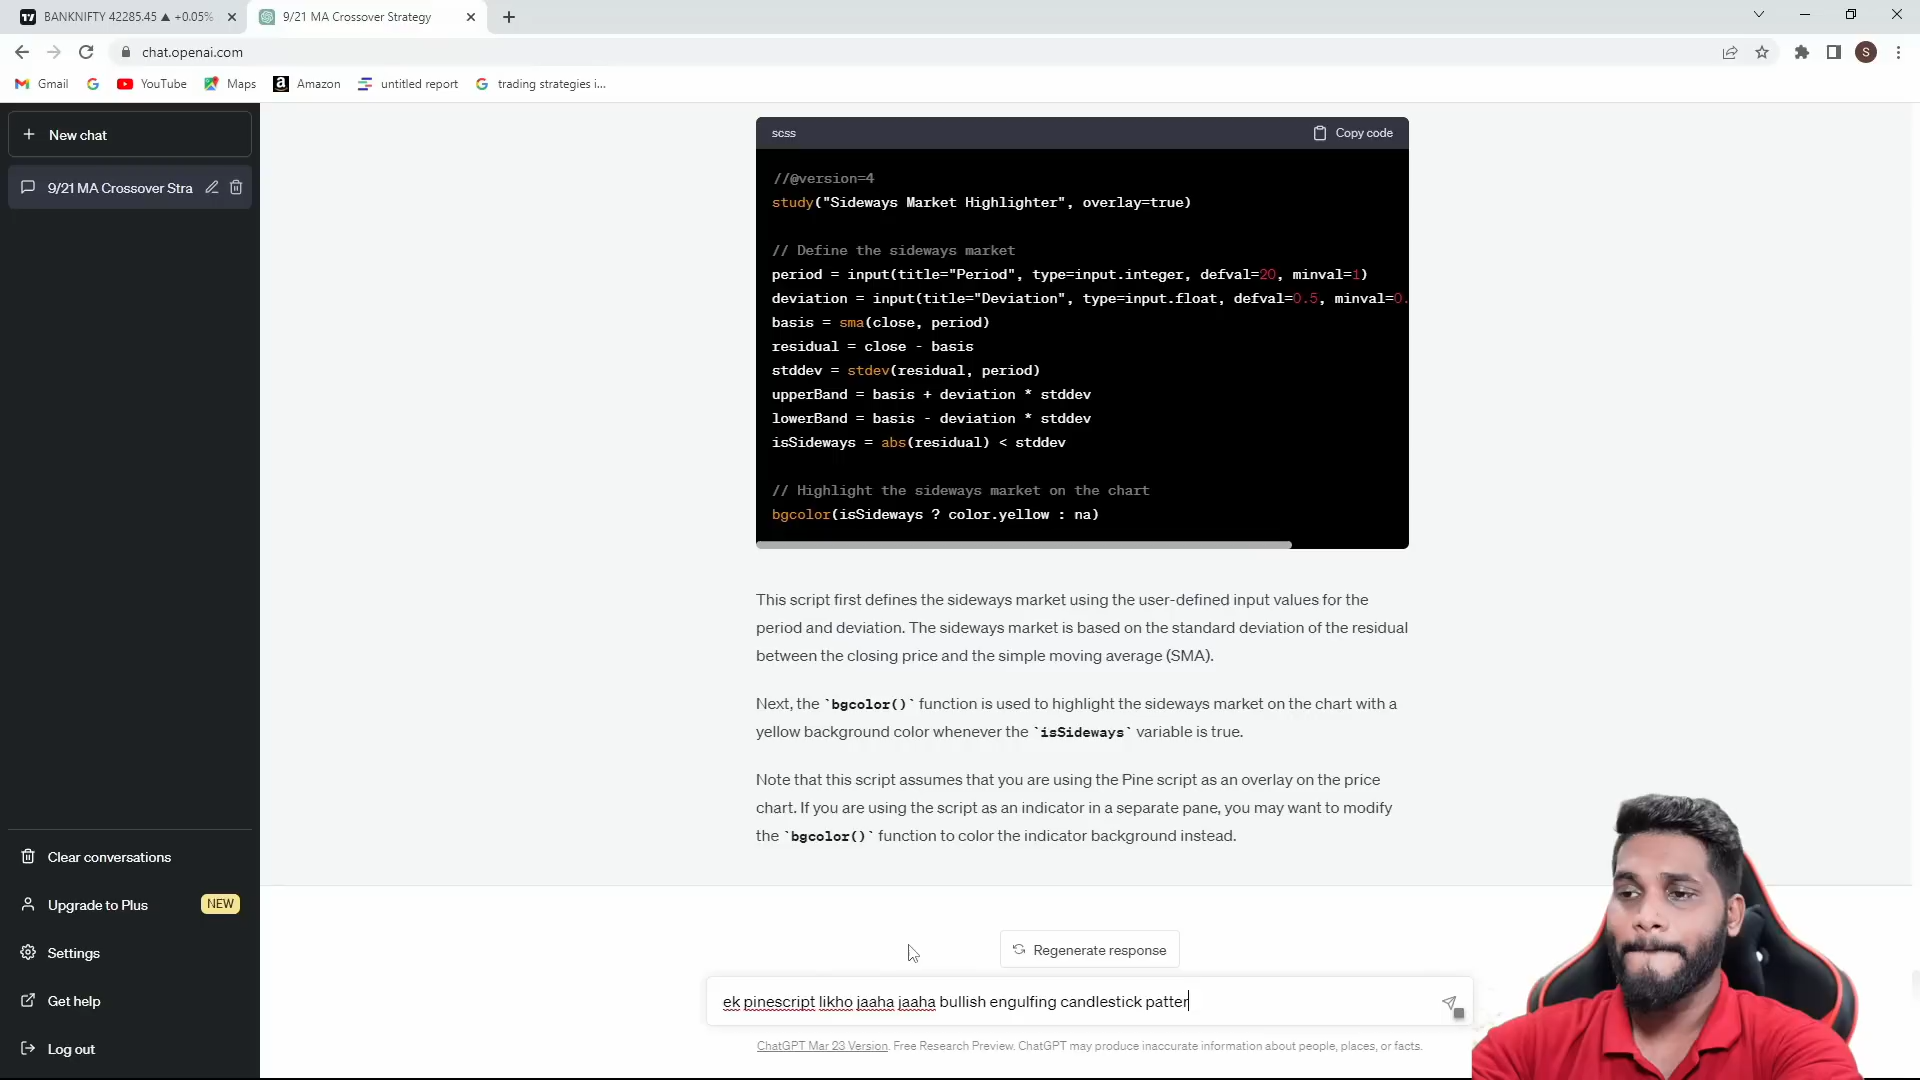 BANKNIFTY 42285.45 ▲ +0.05%
9/21 MA Crossover Strategy
chat.openai.com
S
Gmail
YouTube
Maps
Amazon
untitled report
trading strategies i...
New chat
9/21 MA Crossover Stra
scss
Copy code
//@version=4
study("Sideways Market Highlighter", overlay=true)
// Define the sideways market
period = input(title="Period", type=input.integer, defval=20, minval=1)
deviation = input(title="Deviation", type=input.float, defval=0.5, minval=0.
basis = sma(close, period)
residual = close - basis
stddev = stdev(residual, period)
upperBand = basis + deviation * stddev
lowerBand = basis - deviation * stddev
isSideways = abs(residual) < stddev
// Highlight the sideways market on the chart
bgcolor(isSideways ? color.yellow : na)
This script first defines the sideways market using the user-defined input values for the
period and deviation. The sideways market is based on the standard deviation of the residual
between the closing price and the simple moving average (SMA).
Next, the `bgcolor()` function is used to highlight the sideways market on the chart with a
yellow background color whenever the `isSideways` variable is true.
Note that this script assumes that you are using the Pine script as an overlay on the price
chart. If you are using the script as an indicator in a separate pane, you may want to modify
the `bgcolor()` function to color the indicator background instead.
Clear conversations
Upgrade to Plus NEW
Settings
Get help
Log out
Regenerate response
ek pinescript likho jaaha jaaha bullish engulfing candlestick patter
ChatGPT Mar 23 Version. Free Research Preview. ChatGPT may produce inaccurate information about people, places, or facts.